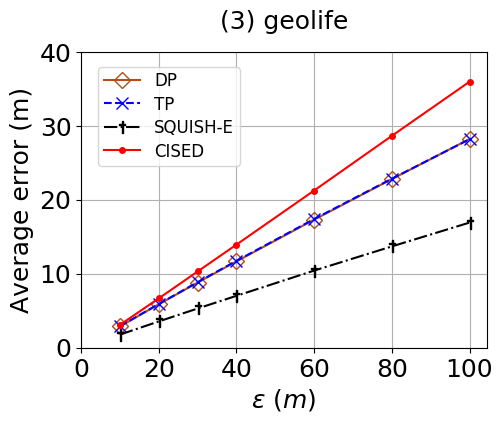 (3) geolife
Average error (m)
40
30
20
10
0
DP
TP
SQUISH-E
CISED
0 20 40 60 80 100
ε (m)